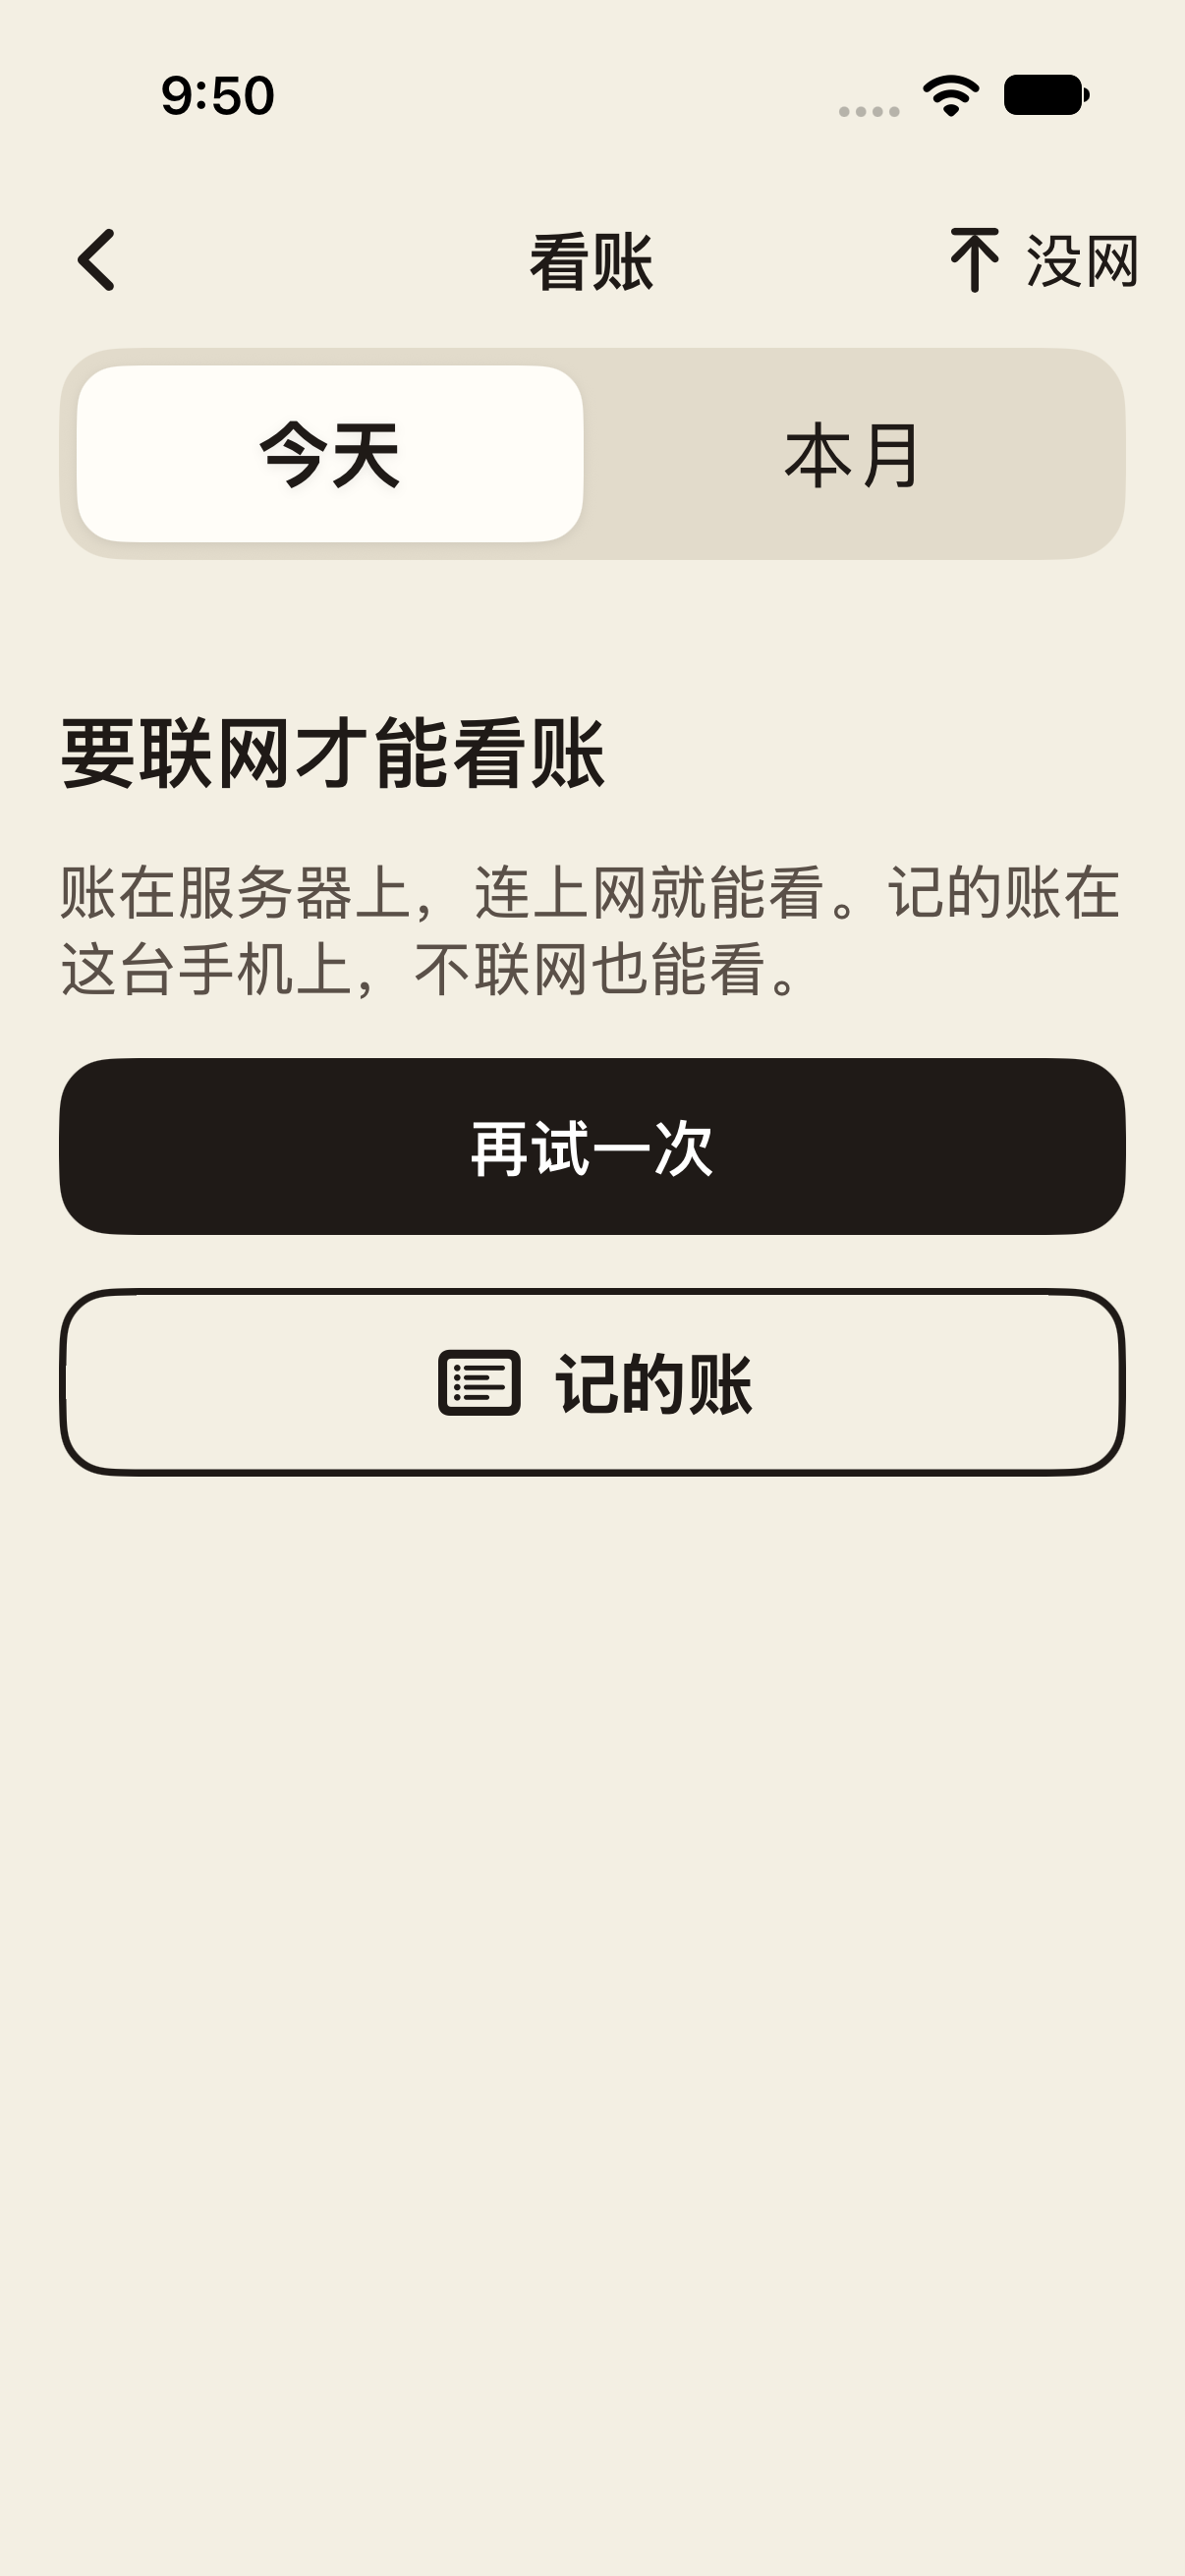 9:50
看账
没网
今天
本月
要联网才能看账
账在服务器上，连上网就能看。记的账在
这台手机上，不联网也能看。
再试一次
记的账